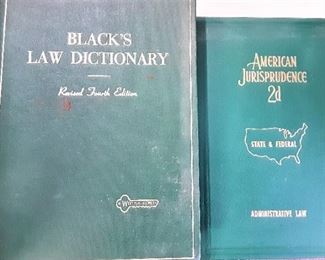 BLACK'S
LAW DICTIONARY
Revised Fourth Edition
AMERICAN
JURISPRUDENCE
2d
STATE & FEDERAL
ADMINISTRATIVE LAW